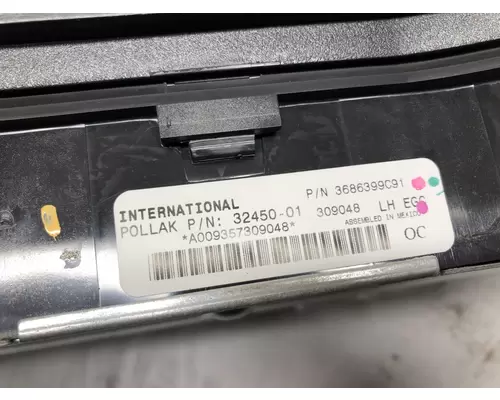 INTERNATIONAL P/N 3686399C91
POLLAK P/N: 32450-01 309048 LH EGC
*A009357309048* ASSEMBLED IN MEXICO
OC